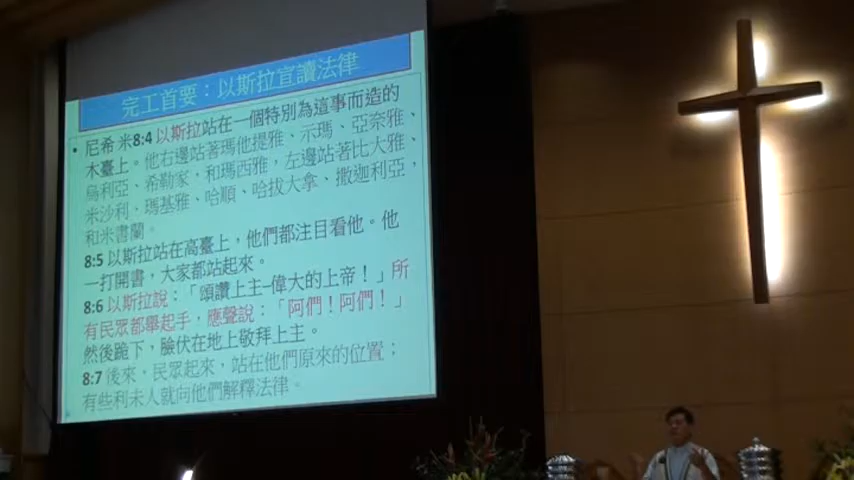 完工首要：以斯拉宣讀法律
• 尼希米8:4 以斯拉站在一個特別為這事而造的
木臺上。他右邊站著瑪他提雅、示瑪、亞奈雅、
烏利亞、希勒家，和瑪西雅，左邊站著比大雅、
米沙利、瑪基雅、哈順、哈拔大拿、撒迦利亞，
和米書蘭。
8:5 以斯拉站在高臺上，他們都注目看他。他
一打開書，大家都站起來。
8:6 以斯拉說：「頌讚上主–偉大的上帝！」所
有民眾都舉起手，應聲說：「阿們！阿們！」
然後跪下，臉伏在地上敬拜上主。
8:7 後來，民眾起來，站在他們原來的位置；
有些利未人就向他們解釋法律。